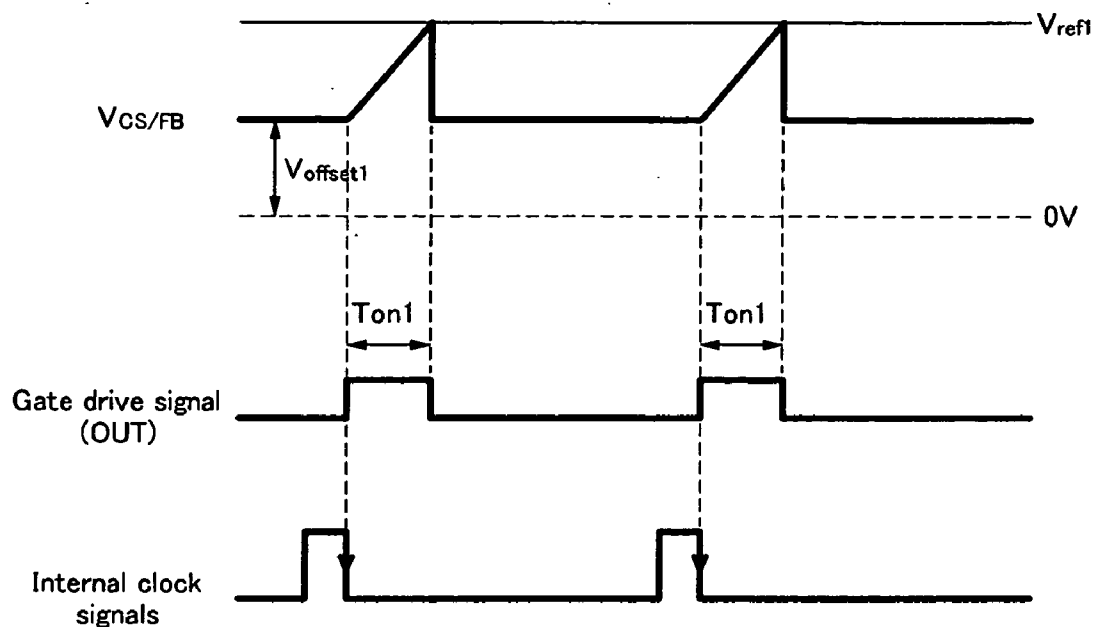 Vref1
VCS/FB
Voffset1
0V
Ton1
Ton1
Gate drive signal
(OUT)
Internal clock
signals